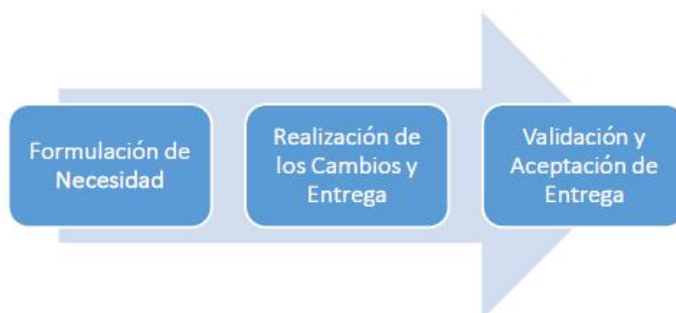 Formulación de
Necesidad
Realización de
los Cambios y
Entrega
Validación y
Aceptación de
Entrega